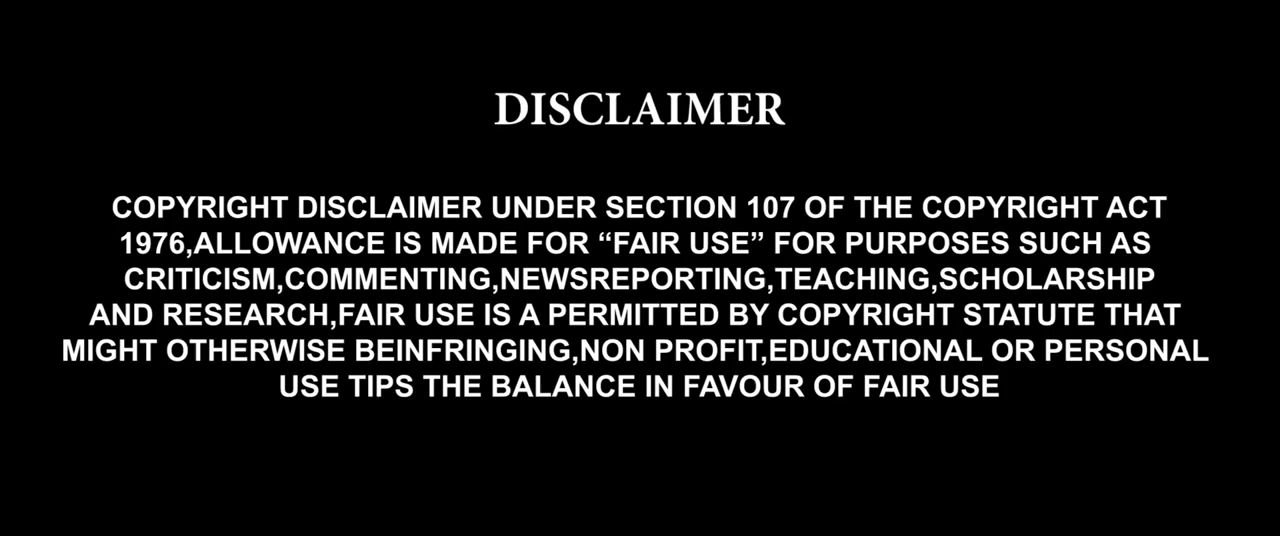 DISCLAIMER
COPYRIGHT DISCLAIMER UNDER SECTION 107 OF THE COPYRIGHT ACT
1976,ALLOWANCE IS MADE FOR “FAIR USE” FOR PURPOSES SUCH AS
CRITICISM,COMMENTING,NEWSREPORTING,TEACHING,SCHOLARSHIP
AND RESEARCH,FAIR USE IS A PERMITTED BY COPYRIGHT STATUTE THAT
MIGHT OTHERWISE BEINFRINGING,NON PROFIT,EDUCATIONAL OR PERSONAL
USE TIPS THE BALANCE IN FAVOUR OF FAIR USE